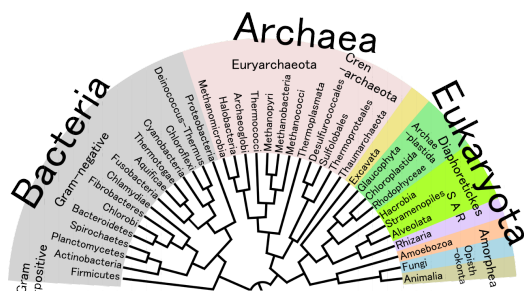 Bacteria
Archaea
Eukaryota
Gram
positive
Gram-negative
Euryarchaeota
Cren
-archaeota
Firmicutes
Actinobacteria
Planctomycetes
Spirochaetes
Bacteroidetes
Chlorobi
Fibrobacteres
Chlamydiae
Fusobacteria
Aquificae
Thermotogae
Cyanobacteria
Chloroflexi
Deinococcus-Thermus
Proteobacteria
Methanomicrobia
Halobacteria
Archaeoglobi
Thermococci
Methanopyri
Methanobacteria
Methanococci
Thermoplasmata
Desulfurococcales
Sulfolobales
Thermoproteales
Thaumarchaeota
Excavata
Glaucophyta
Chloroplastida
Rhodophyceae
Archae
-plastida
Diaphoretickes
Hacrobia
Stramenopiles
Alveolata
Rhizaria
S A R
Amoebozoa
Fungi
Animalia
Opisth
-okonta
Amorphea